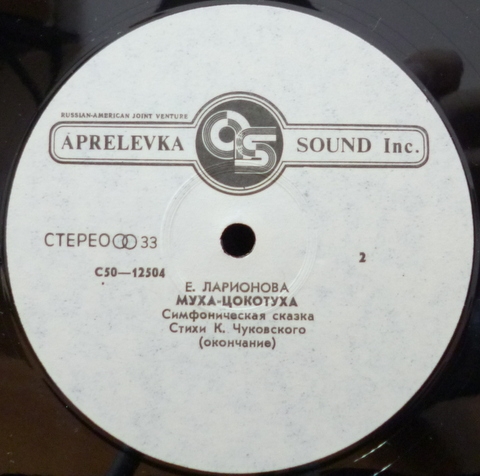 RUSSIAN-AMERICAN JOINT VENTURE
APRELEVKA SOUND Inc.
СТЕРЕО 33
2
С50—12504
Е. ЛАРИОНОВА
МУХА-ЦОКОТУХА
Симфоническая сказка
Стихи К. Чуковского
(окончание)